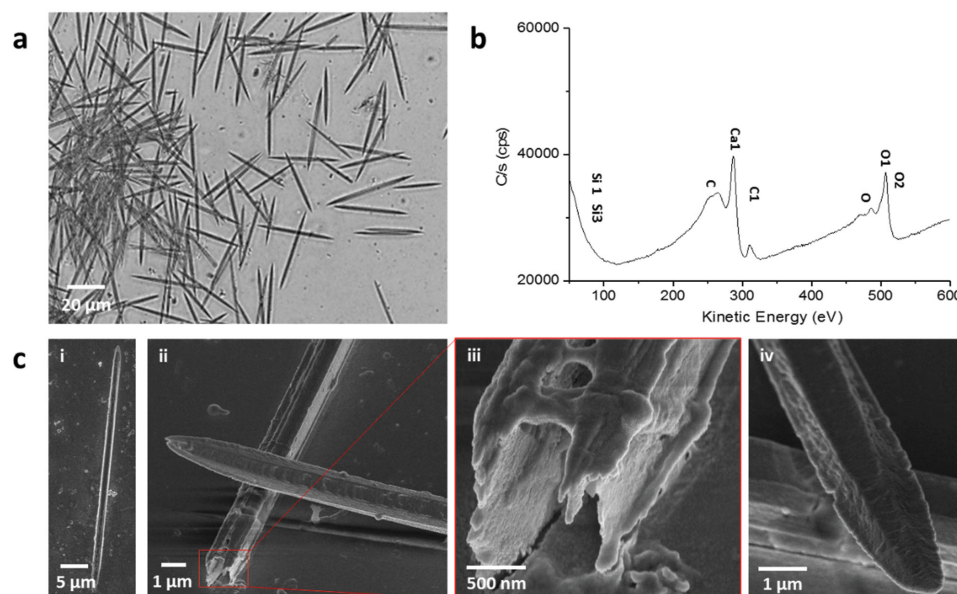 a
20 μm
b
60000
40000
20000
C/s (cps)
Si 1
Si3
C
Ca1
C1
O
O1
O2
100
200
300
400
500
600
Kinetic Energy (eV)
c
i
5 μm
ii
1 μm
iii
500 nm
iv
1 μm